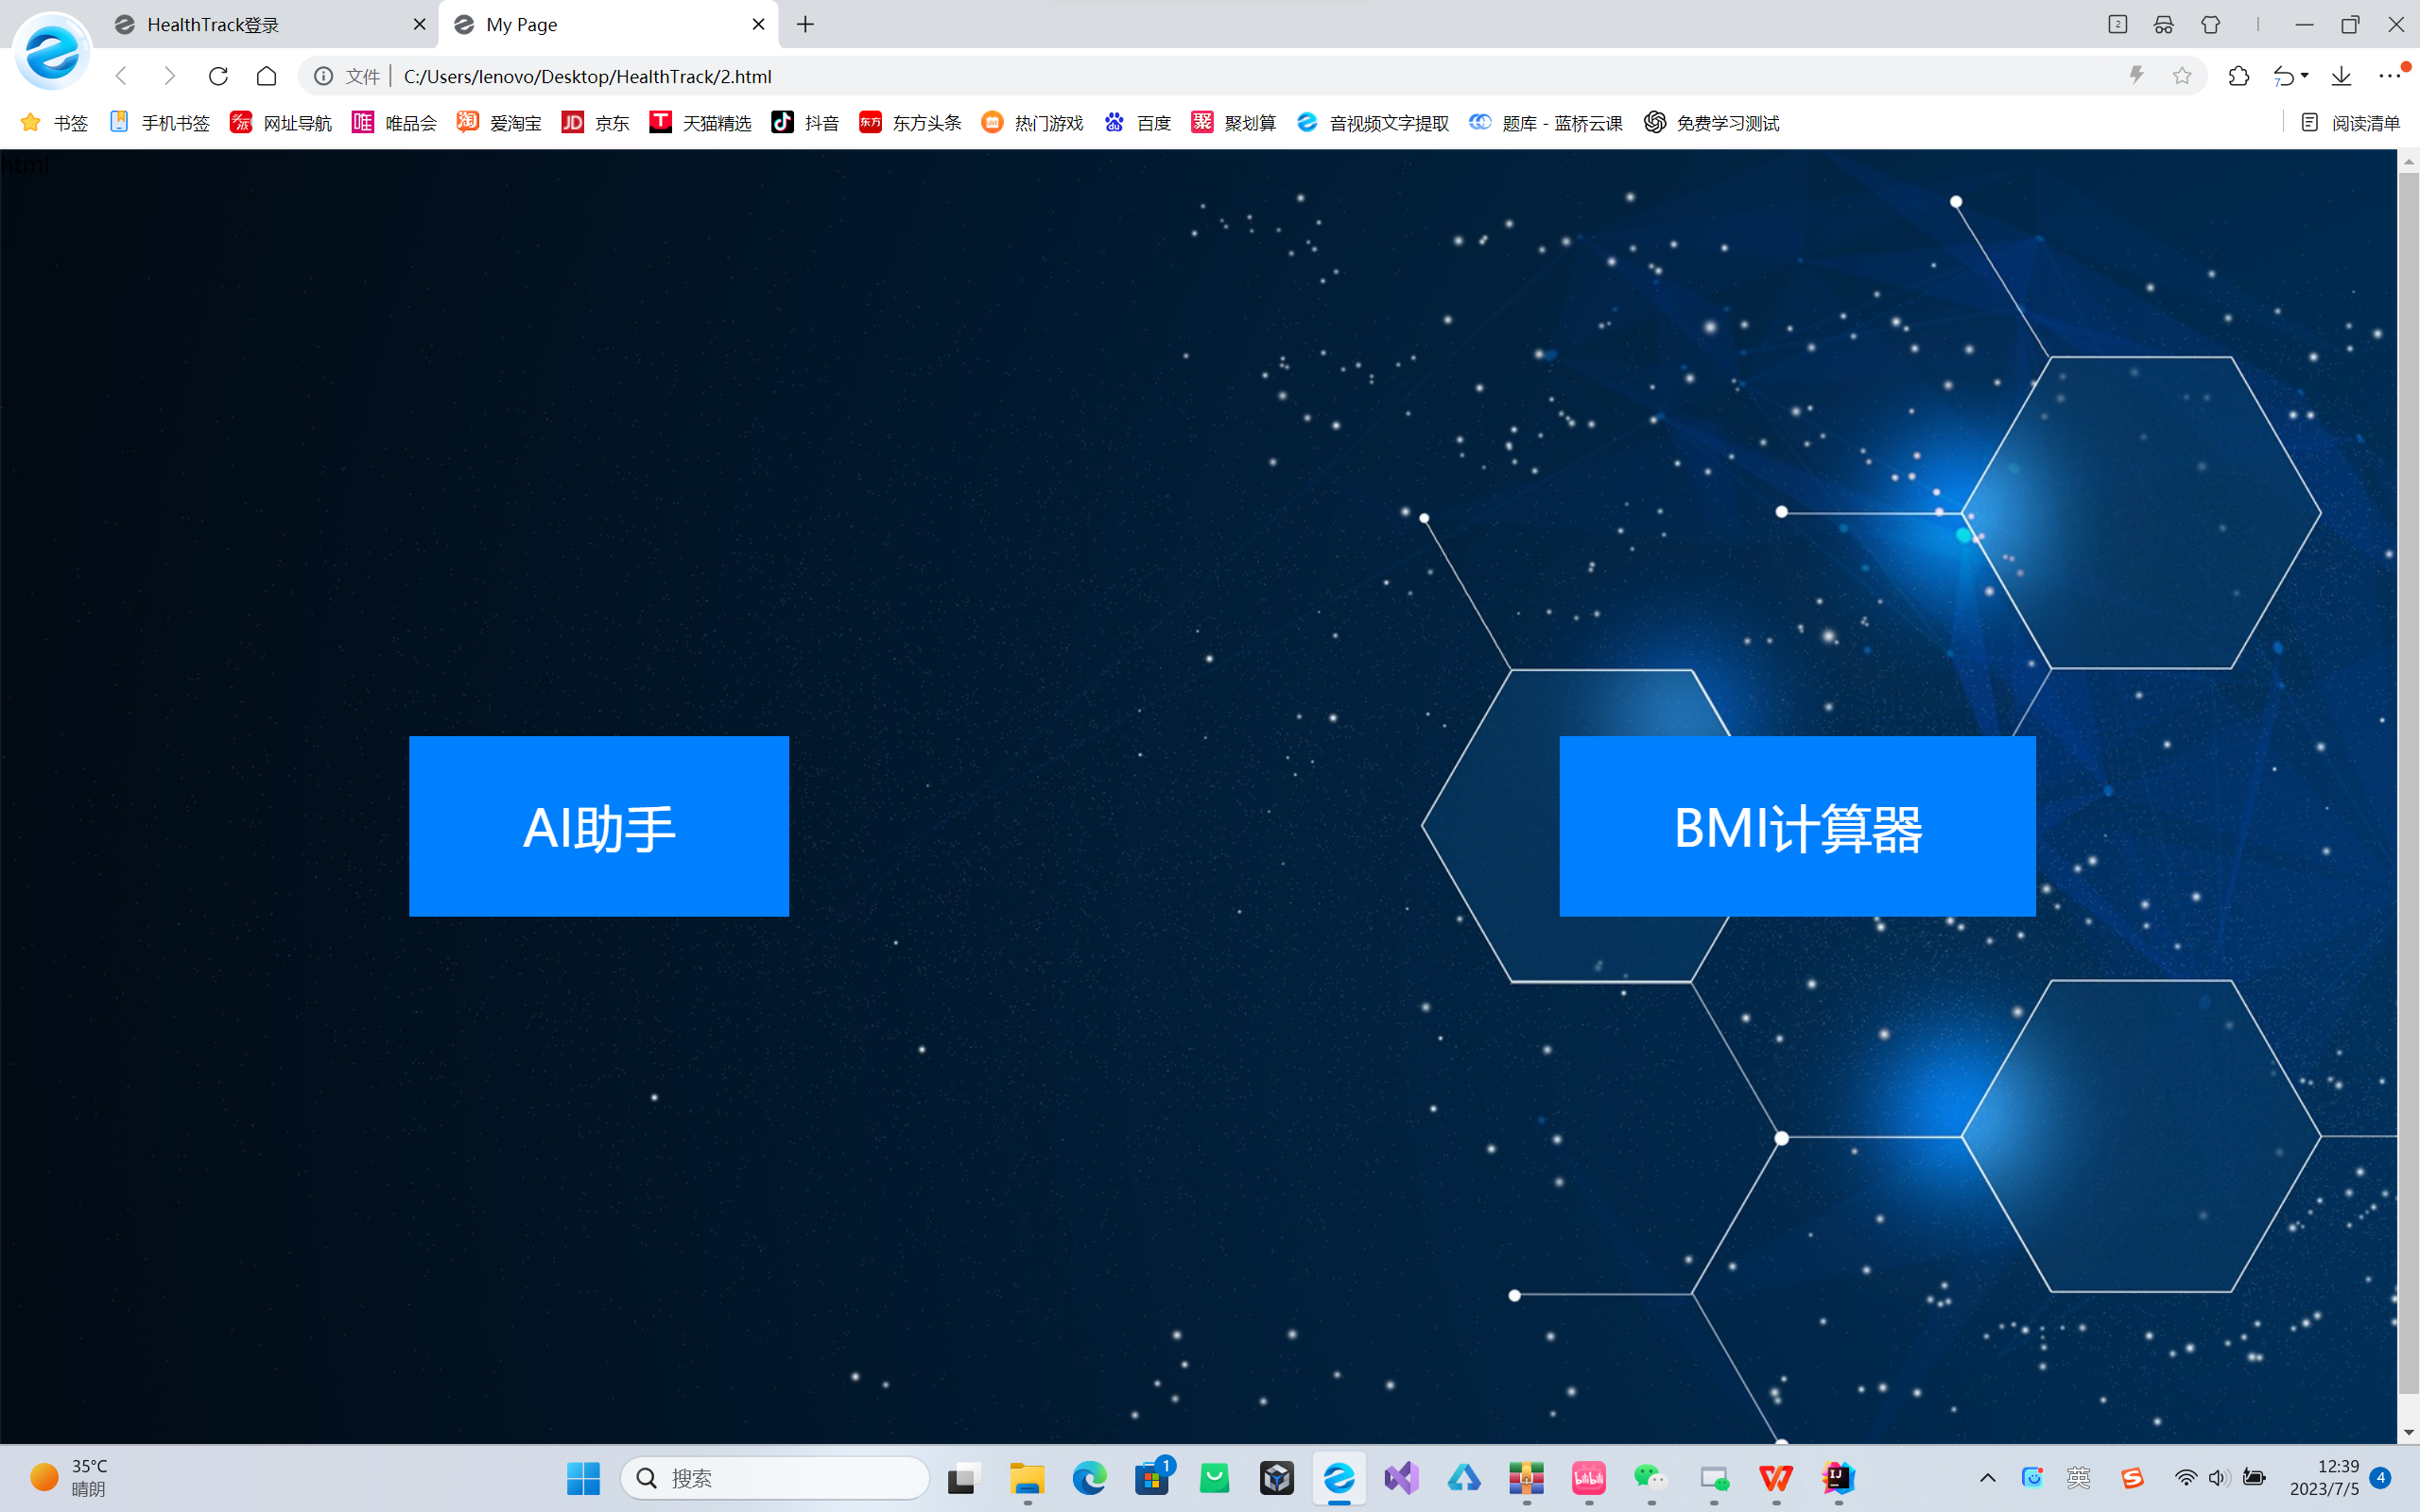 HealthTrack登录
My Page
2
文件 C:/Users/lenovo/Desktop/HealthTrack/2.html
7
书签 手机书签 网址导航 唯品会 爱淘宝 京东 天猫精选 抖音 东方头条 热门游戏 百度 聚划算 音视频文字提取 题库 - 蓝桥云课 免费学习测试 阅读清单
html
AI助手
BMI计算器
35°C
晴朗
搜索
1
英
12:39
2023/7/5
4